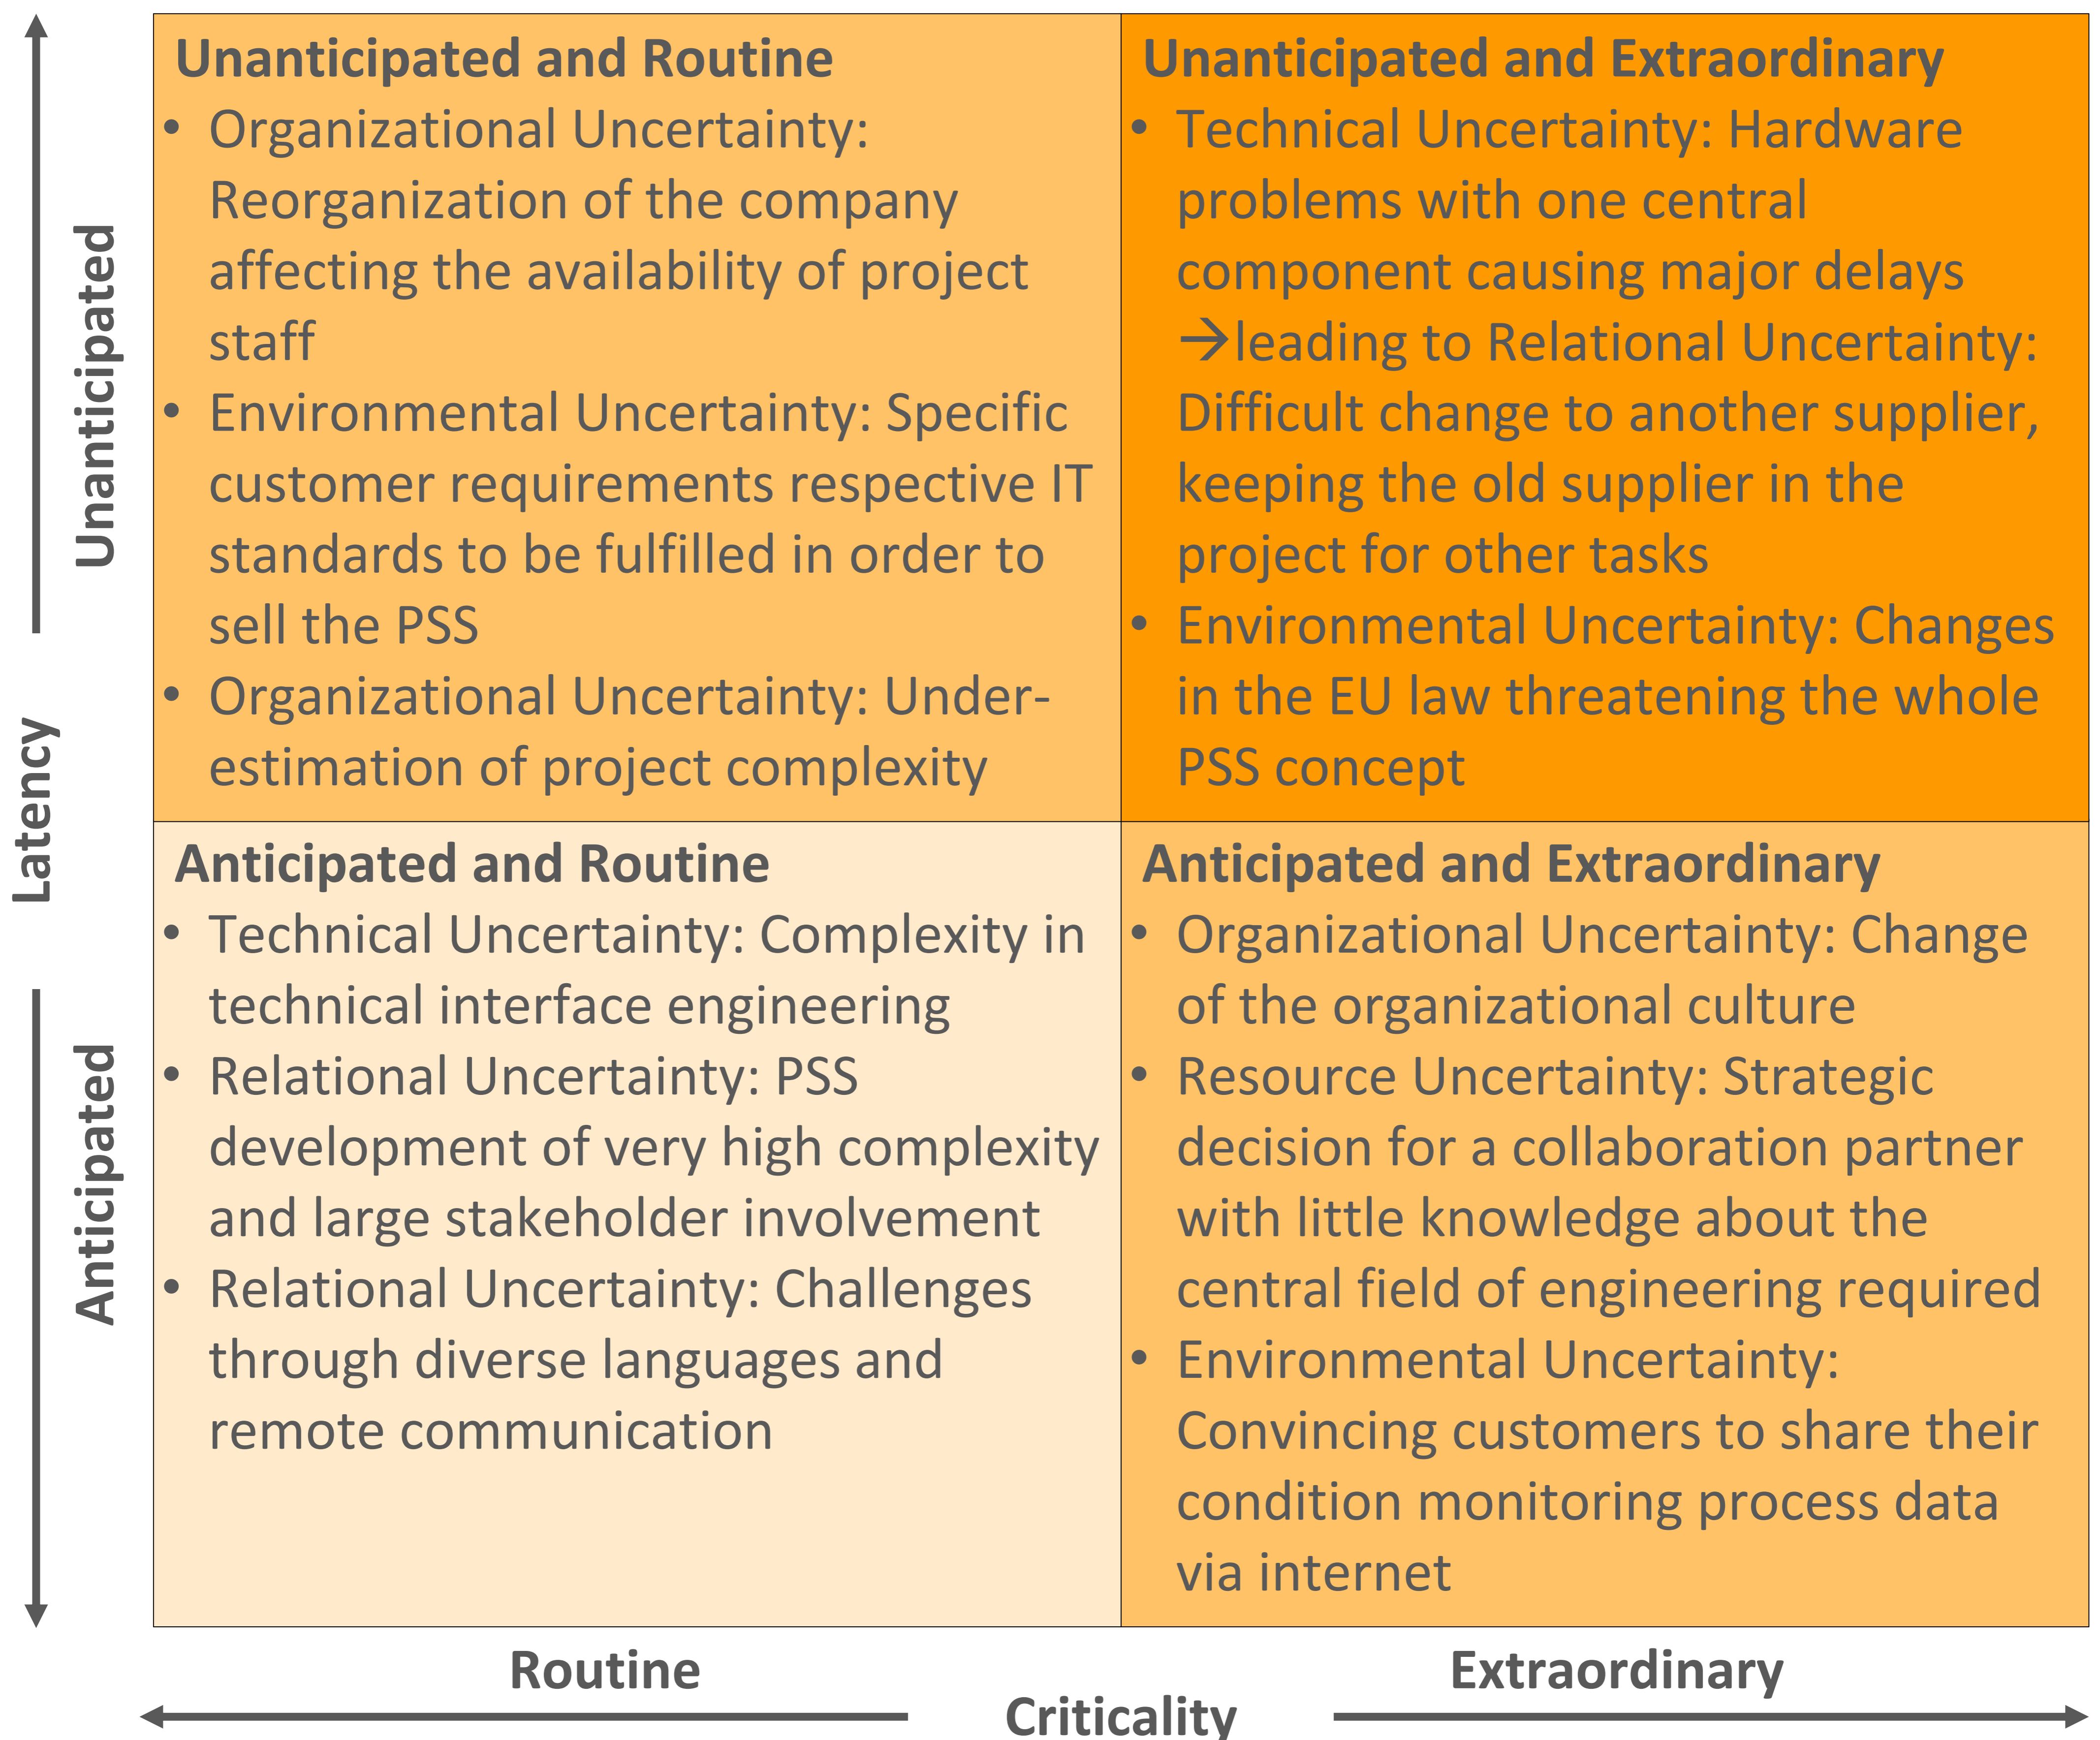 Unanticipated and Routine
• Organizational Uncertainty:
Reorganization of the company
affecting the availability of project
staff
• Environmental Uncertainty: Specific
customer requirements respective IT
standards to be fulfilled in order to
sell the PSS
• Organizational Uncertainty: Under-
estimation of project complexity
Unanticipated and Extraordinary
• Technical Uncertainty: Hardware
problems with one central
component causing major delays
→leading to Relational Uncertainty:
Difficult change to another supplier,
keeping the old supplier in the
project for other tasks
• Environmental Uncertainty: Changes
in the EU law threatening the whole
PSS concept
Anticipated and Routine
• Technical Uncertainty: Complexity in
technical interface engineering
• Relational Uncertainty: PSS
development of very high complexity
and large stakeholder involvement
• Relational Uncertainty: Challenges
through diverse languages and
remote communication
Anticipated and Extraordinary
• Organizational Uncertainty: Change
of the organizational culture
• Resource Uncertainty: Strategic
decision for a collaboration partner
with little knowledge about the
central field of engineering required
• Environmental Uncertainty:
Convincing customers to share their
condition monitoring process data
via internet
Unanticipated
Latency
Anticipated
Routine
Extraordinary
Criticality